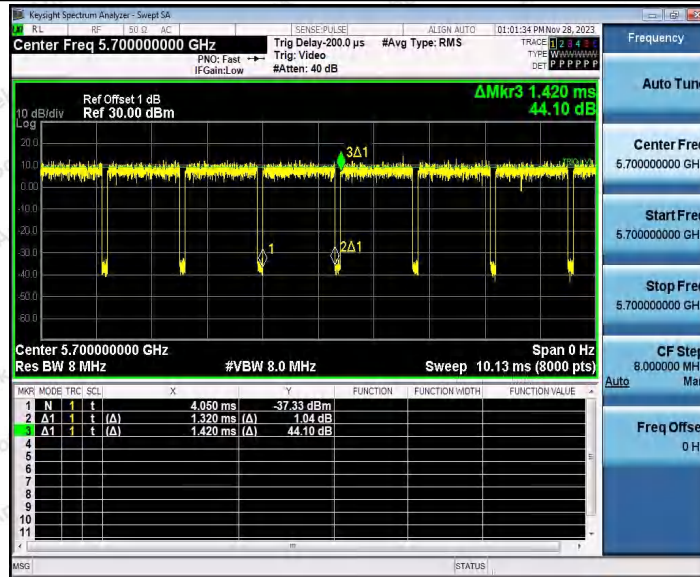 Keysight Spectrum Analyzer - Swept SA
RL RF 50 Ω AC SENSE:PULSE ALIGN AUTO 01:01:34 PM Nov 28, 2023
Center Freq 5.700000000 GHz
PNO: Fast
IFGain:Low
Trig Delay-200.0 µs
Trig: Video
#Atten: 40 dB
#Avg Type: RMS
TRACE 1 2 3 4 5 6
TYPE WWWWWW
DET P P P P P P
Frequency
Auto Tune
Center Freq
5.700000000 GH
Start Freq
5.700000000 GH
Stop Freq
5.700000000 GH
CF Step
8.000000 MH
Auto Man
Freq Offset
0 H
Ref Offset 1 dB
10 dB/div Ref 30.00 dBm
Log
ΔMkr3 1.420 ms
44.10 dB
20.0
10.0
0.00
-10.0
-20.0
-30.0
-40.0
-50.0
-60.0
3Δ1
1
2Δ1
Center 5.700000000 GHz Span 0 Hz
Res BW 8 MHz #VBW 8.0 MHz Sweep 10.13 ms (8000 pts)
MKR MODE TRC SCL X Y FUNCTION FUNCTION WIDTH FUNCTION VALUE
1 N 1 t 4.050 ms -37.33 dBm
2 Δ1 1 t (Δ) 1.320 ms (Δ) 1.04 dB
3 Δ1 1 t (Δ) 1.420 ms (Δ) 44.10 dB
4
5
6
7
8
9
10
11
MSG STATUS